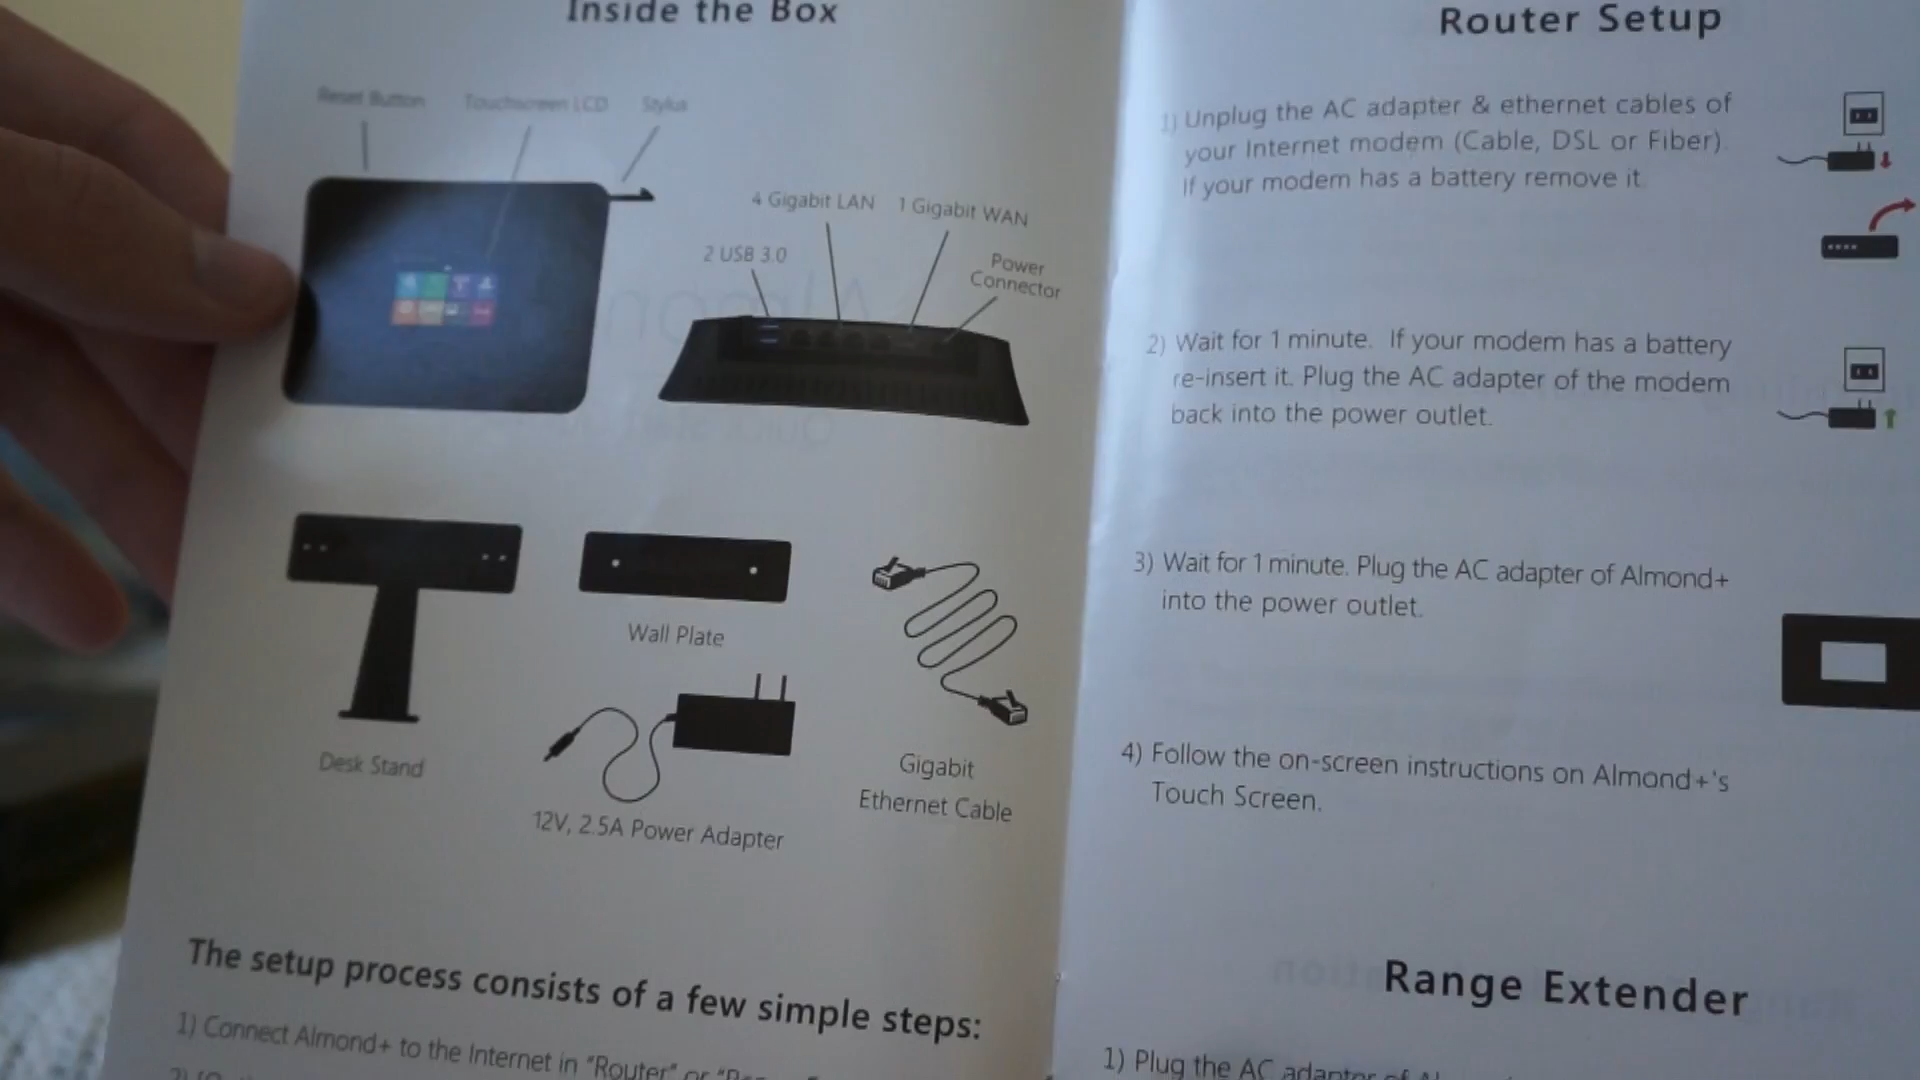 Inside the Box
Reset Button
Touchscreen LCD
Stylus
4 Gigabit LAN
1 Gigabit WAN
2 USB 3.0
Power
Connector
Wall Plate
Desk Stand
12V, 2.5A Power Adapter
Gigabit
Ethernet Cable
The setup process consists of a few simple steps:
1) Connect Almond+ to the Internet in "Router" or
Router Setup
1) Unplug the AC adapter & ethernet cables of
your Internet modem (Cable, DSL or Fiber).
If your modem has a battery remove it.
2) Wait for 1 minute. If your modem has a battery
re-insert it. Plug the AC adapter of the modem
back into the power outlet.
3) Wait for 1 minute. Plug the AC adapter of Almond+
into the power outlet.
4) Follow the on-screen instructions on Almond+'s
Touch Screen.
Range Extender
1) Plug the AC adapter of